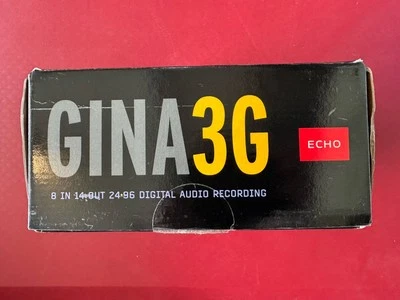 GINA3G
ECHO
8 IN 14 OUT 24·96 DIGITAL AUDIO RECORDING